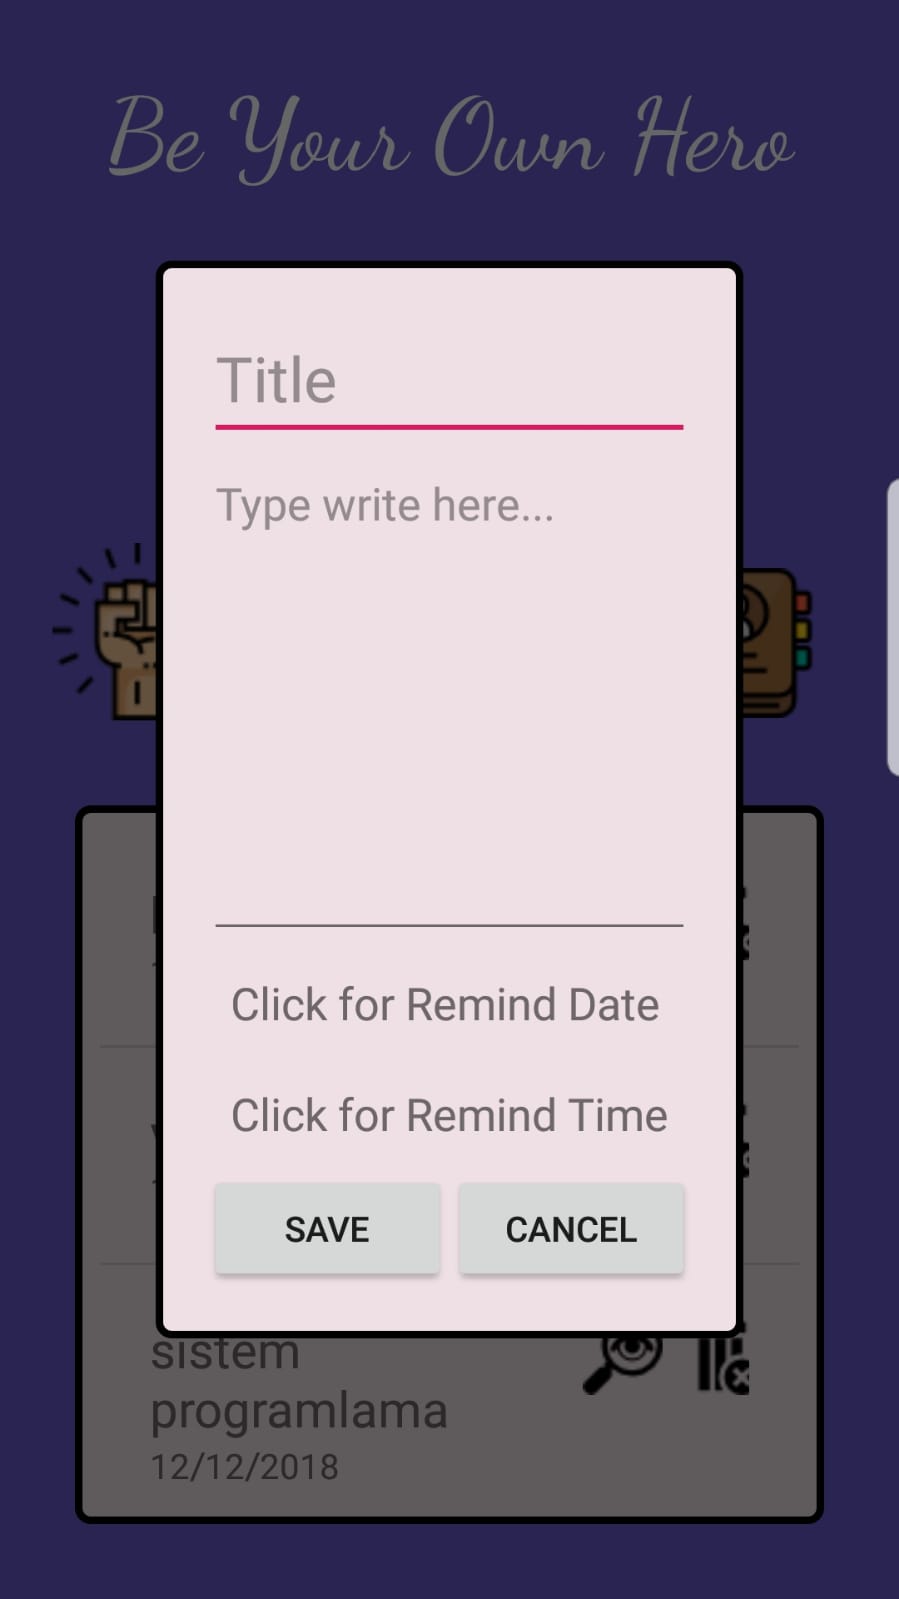 Be Your Own Hero
Title
Type write here...
Click for Remind Date
Click for Remind Time
SAVE
CANCEL
sistem
programlama
12/12/2018